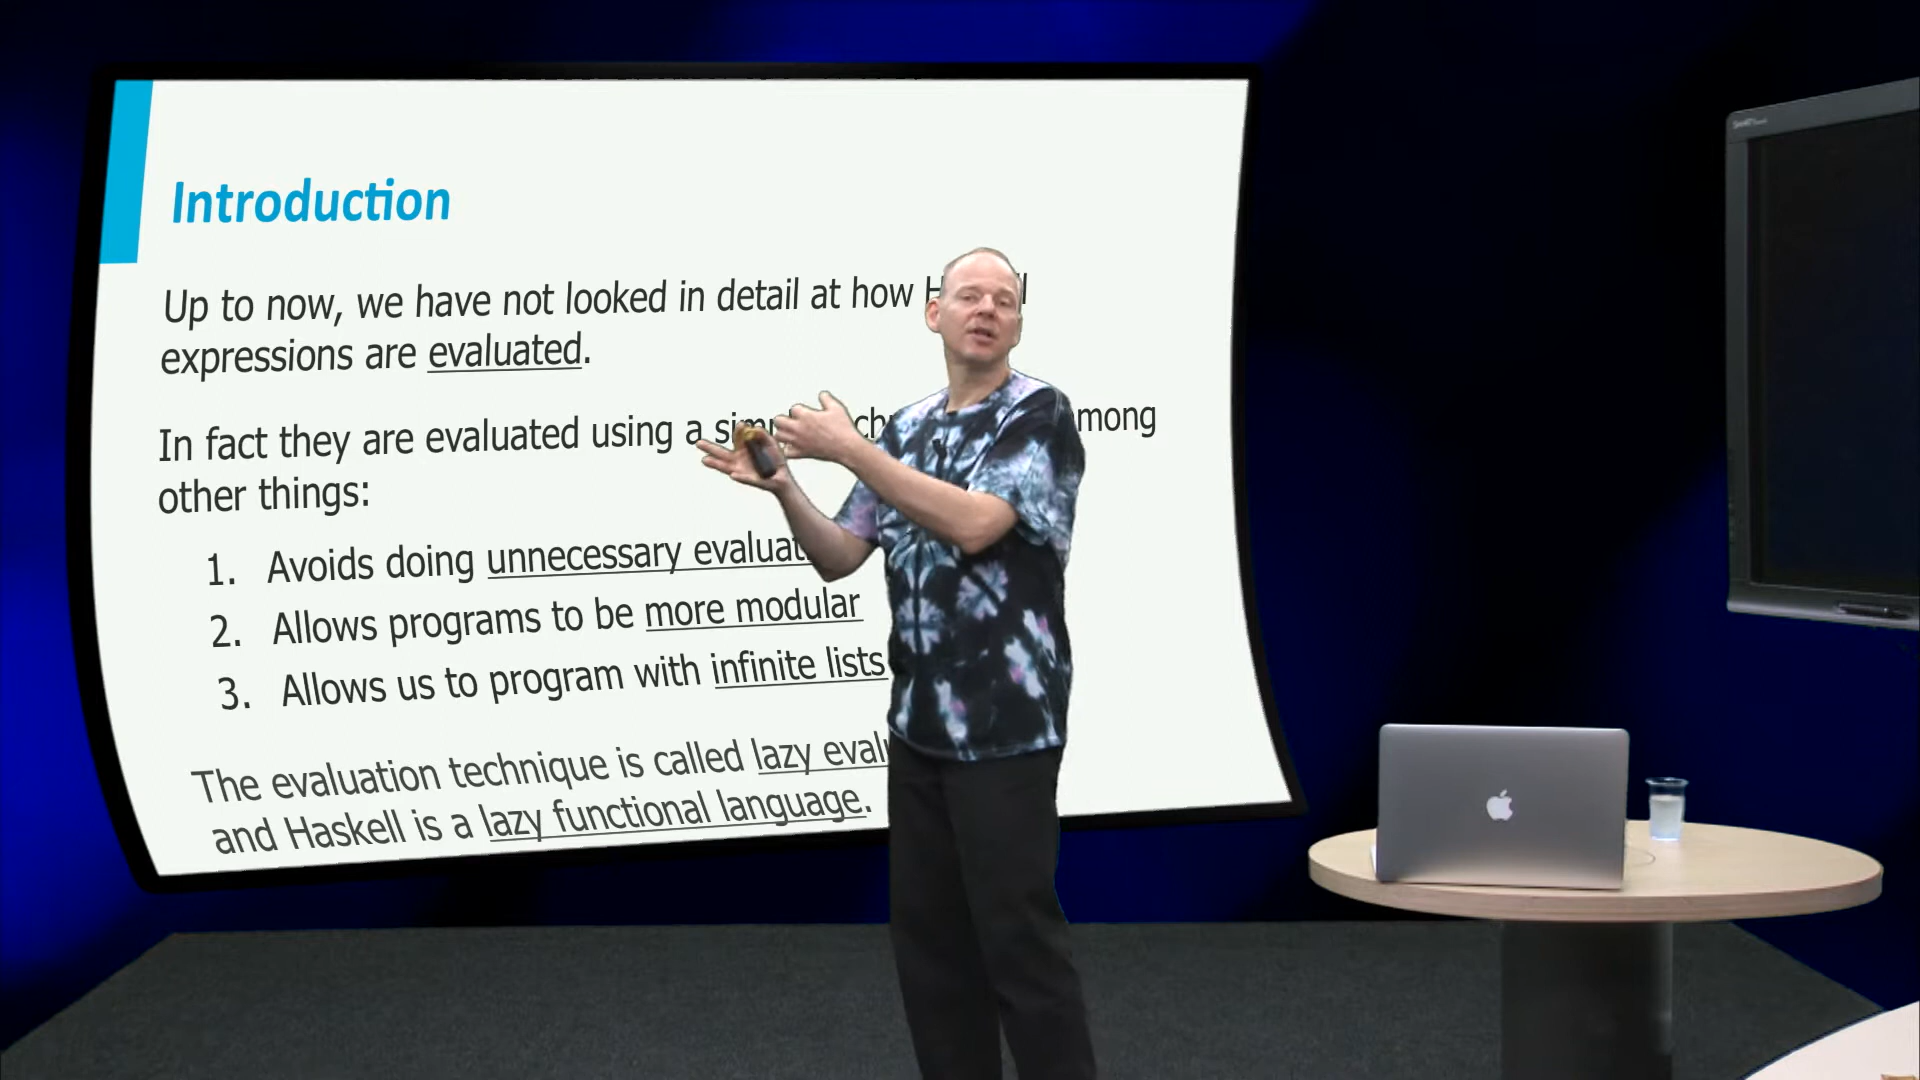 Introduction
Up to now, we have not looked in detail at how
expressions are evaluated.
In fact they are evaluated using a among
other things:
1. Avoids doing unnecessary
2. Allows programs to be more modular
3. Allows us to program with infinite lists
The evaluation technique is called lazy
and Haskell is a lazy functional language.